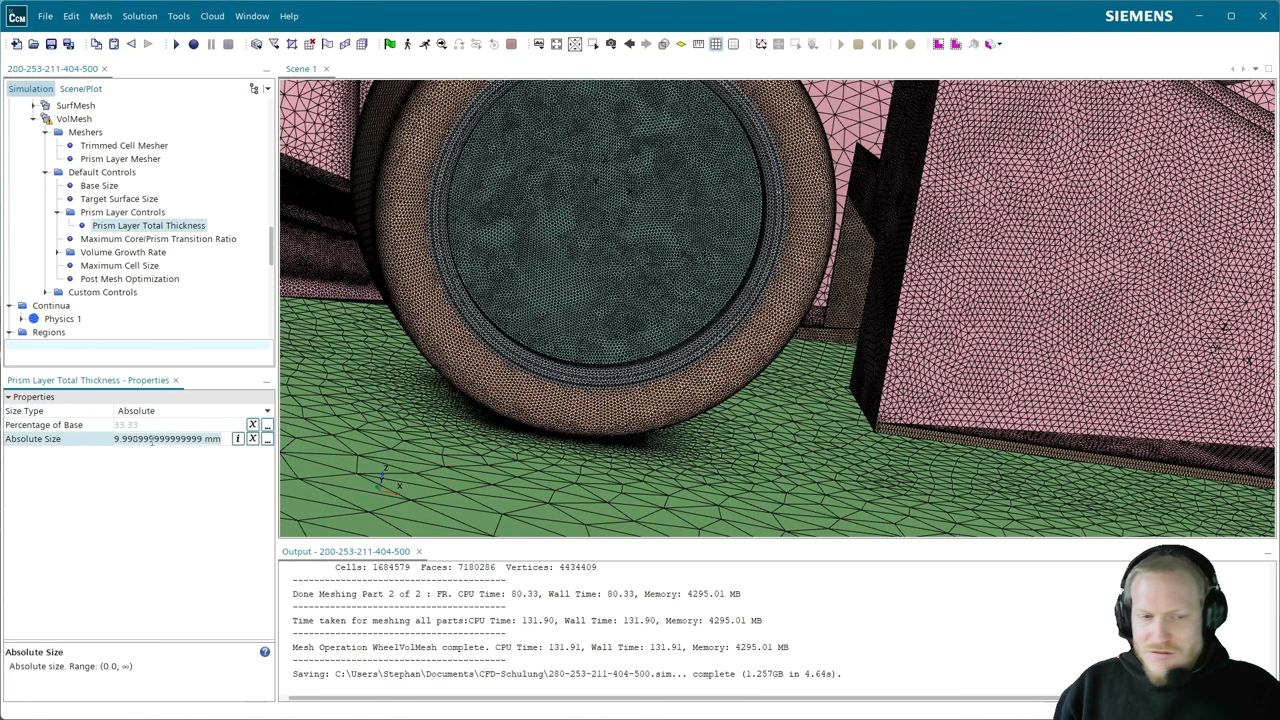 CCM File Edit Mesh Solution Tools Cloud Window Help SIEMENS
280-253-211-404-500
Scene 1
Simulation Scene/Plot
SurfMesh
VolMesh
Meshers
Trimmed Cell Mesher
Prism Layer Mesher
Default Controls
Base Size
Target Surface Size
Prism Layer Controls
Prism Layer Total Thickness
Maximum Core/Prism Transition Ratio
Volume Growth Rate
Maximum Cell Size
Post Mesh Optimization
Custom Controls
Continua
Physics 1
Regions
Prism Layer Total Thickness - Properties
Properties
Size Type Absolute
Percentage of Base 33.33
Absolute Size 9.998999999999999 mm
Absolute Size
Absolute size. Range: (0.0, ∞)
Z
X
Output - 280-253-211-404-500
Cells: 1684579 Faces: 7180286 Vertices: 4434409
----------------------------------------
Done Meshing Part 2 of 2 : FR. CPU Time: 80.33, Wall Time: 80.33, Memory: 4295.01 MB
----------------------------------------
Time taken for meshing all parts:CPU Time: 131.90, Wall Time: 131.90, Memory: 4295.01 MB
----------------------------------------
Mesh Operation WheelVolMesh complete. CPU Time: 131.91, Wall Time: 131.91, Memory: 4295.01 MB
----------------------------------------
Saving: C:\Users\Stephan\Documents\CFD-Schulung\280-253-211-404-500.sim... complete (1.257GB in 4.64s).